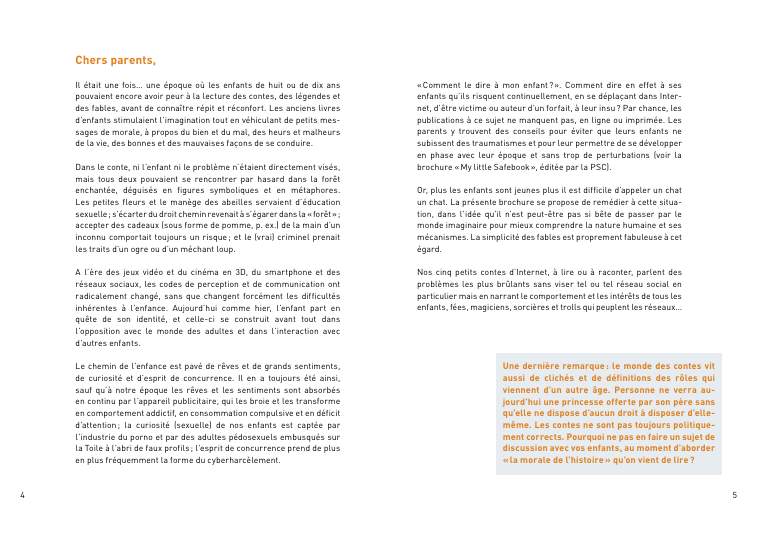 Chers parents,
Il était une fois… une époque où les enfants de huit ou de dix ans
pouvaient encore avoir peur à la lecture des contes, des légendes et
des fables, avant de connaître répit et réconfort. Les anciens livres
d'enfants stimulaient l'imagination tout en véhiculant de petits mes-
sages de morale, à propos du bien et du mal, des heurs et malheurs
de la vie, des bonnes et des mauvaises façons de se conduire.
Dans le conte, ni l'enfant ni le problème n'étaient directement visés,
mais tous deux pouvaient se rencontrer par hasard dans la forêt
enchantée, déguisés en figures symboliques et en métaphores.
Les petites fleurs et le manège des abeilles servaient d'éducation
sexuelle ; s'écarter du droit chemin revenait à s'égarer dans la « forêt » ;
accepter des cadeaux (sous forme de pomme, p. ex.) de la main d'un
inconnu comportait toujours un risque ; et le (vrai) criminel prenait
les traits d'un ogre ou d'un méchant loup.
A l'ère des jeux vidéo et du cinéma en 3D, du smartphone et des
réseaux sociaux, les codes de perception et de communication ont
radicalement changé, sans que changent forcément les difficultés
inhérentes à l'enfance. Aujourd'hui comme hier, l'enfant part en
quête de son identité, et celle-ci se construit avant tout dans
l'opposition avec le monde des adultes et dans l'interaction avec
d'autres enfants.
Le chemin de l'enfance est pavé de rêves et de grands sentiments,
de curiosité et d'esprit de concurrence. Il en a toujours été ainsi,
sauf qu'à notre époque les rêves et les sentiments sont absorbés
en continu par l'appareil publicitaire, qui les broie et les transforme
en comportement addictif, en consommation compulsive et en déficit
d'attention ; la curiosité (sexuelle) de nos enfants est captée par
l'industrie du porno et par des adultes pédosexuels embusqués sur
la Toile à l'abri de faux profils ; l'esprit de concurrence prend de plus
en plus fréquemment la forme du cyberharcèlement.
4
« Comment le dire à mon enfant ? ». Comment dire en effet à ses
enfants qu'ils risquent continuellement, en se déplaçant dans Inter-
net, d'être victime ou auteur d'un forfait, à leur insu ? Par chance, les
publications à ce sujet ne manquent pas, en ligne ou imprimée. Les
parents y trouvent des conseils pour éviter que leurs enfants ne
subissent des traumatismes et pour leur permettre de se développer
en phase avec leur époque et sans trop de perturbations (voir la
brochure « My little Safebook », éditée par la PSC).
Or, plus les enfants sont jeunes plus il est difficile d'appeler un chat
un chat. La présente brochure se propose de remédier à cette situa-
tion, dans l'idée qu'il n'est peut-être pas si bête de passer par le
monde imaginaire pour mieux comprendre la nature humaine et ses
mécanismes. La simplicité des fables est proprement fabuleuse à cet
égard.
Nos cinq petits contes d'Internet, à lire ou à raconter, parlent des
problèmes les plus brûlants sans viser tel ou tel réseau social en
particulier mais en narrant le comportement et les intérêts de tous les
enfants, fées, magiciens, sorcières et trolls qui peuplent les réseaux…
Une dernière remarque : le monde des contes vit
aussi de clichés et de définitions des rôles qui
viennent d'un autre âge. Personne ne verra au-
jourd'hui une princesse offerte par son père sans
qu'elle ne dispose d'aucun droit à disposer d'elle-
même. Les contes ne sont pas toujours politique-
ment corrects. Pourquoi ne pas en faire un sujet de
discussion avec vos enfants, au moment d'aborder
« la morale de l'histoire » qu'on vient de lire ?
5